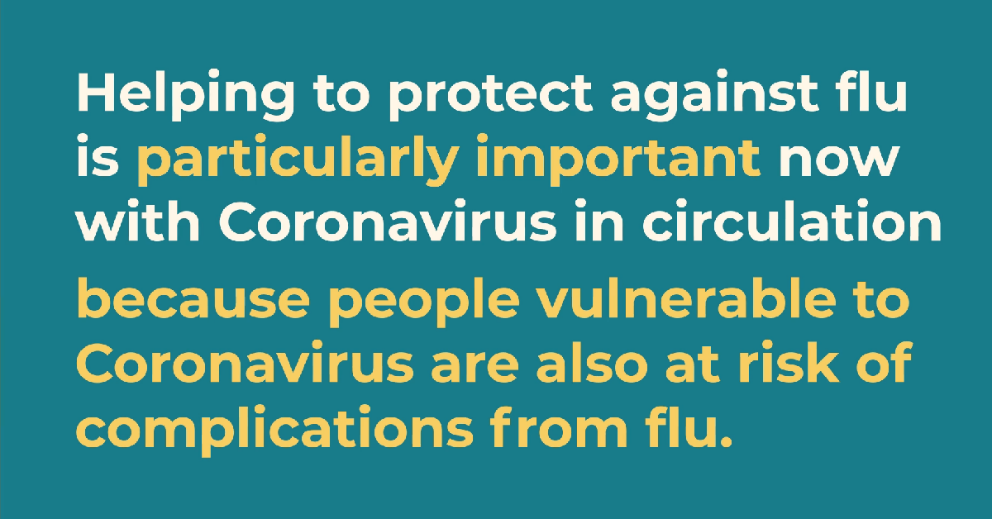 Helping to protect against flu
is particularly important now
with Coronavirus in circulation
because people vulnerable to
Coronavirus are also at risk of
complications from flu.